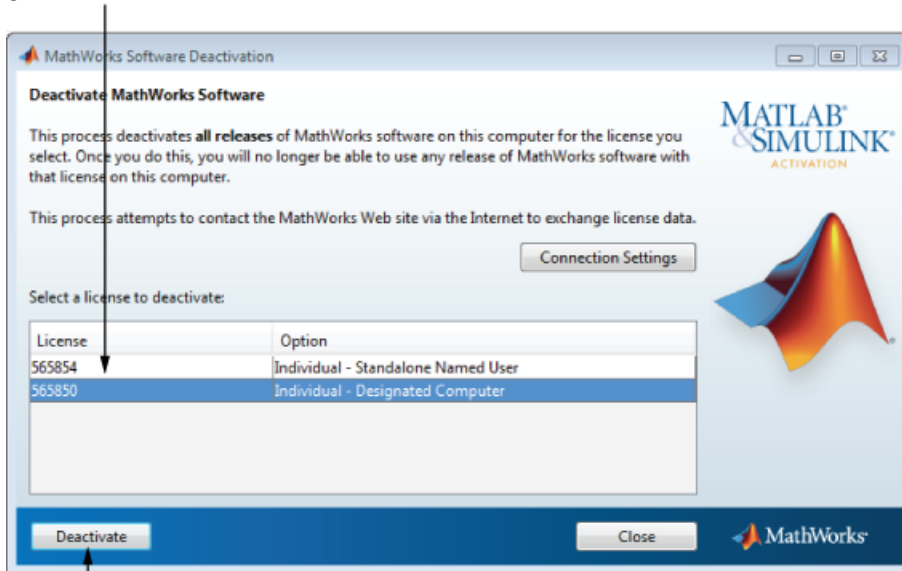 MathWorks Software Deactivation
Deactivate MathWorks Software
This process deactivates all releases of MathWorks software on this computer for the license you
select. Once you do this, you will no longer be able to use any release of MathWorks software with
that license on this computer.
This process attempts to contact the MathWorks Web site via the Internet to exchange license data.
MATLAB®
&SIMULINK®
ACTIVATION
Connection Settings
Select a license to deactivate:
License Option
565854 Individual - Standalone Named User
565850 Individual - Designated Computer
Deactivate Close MathWorks®